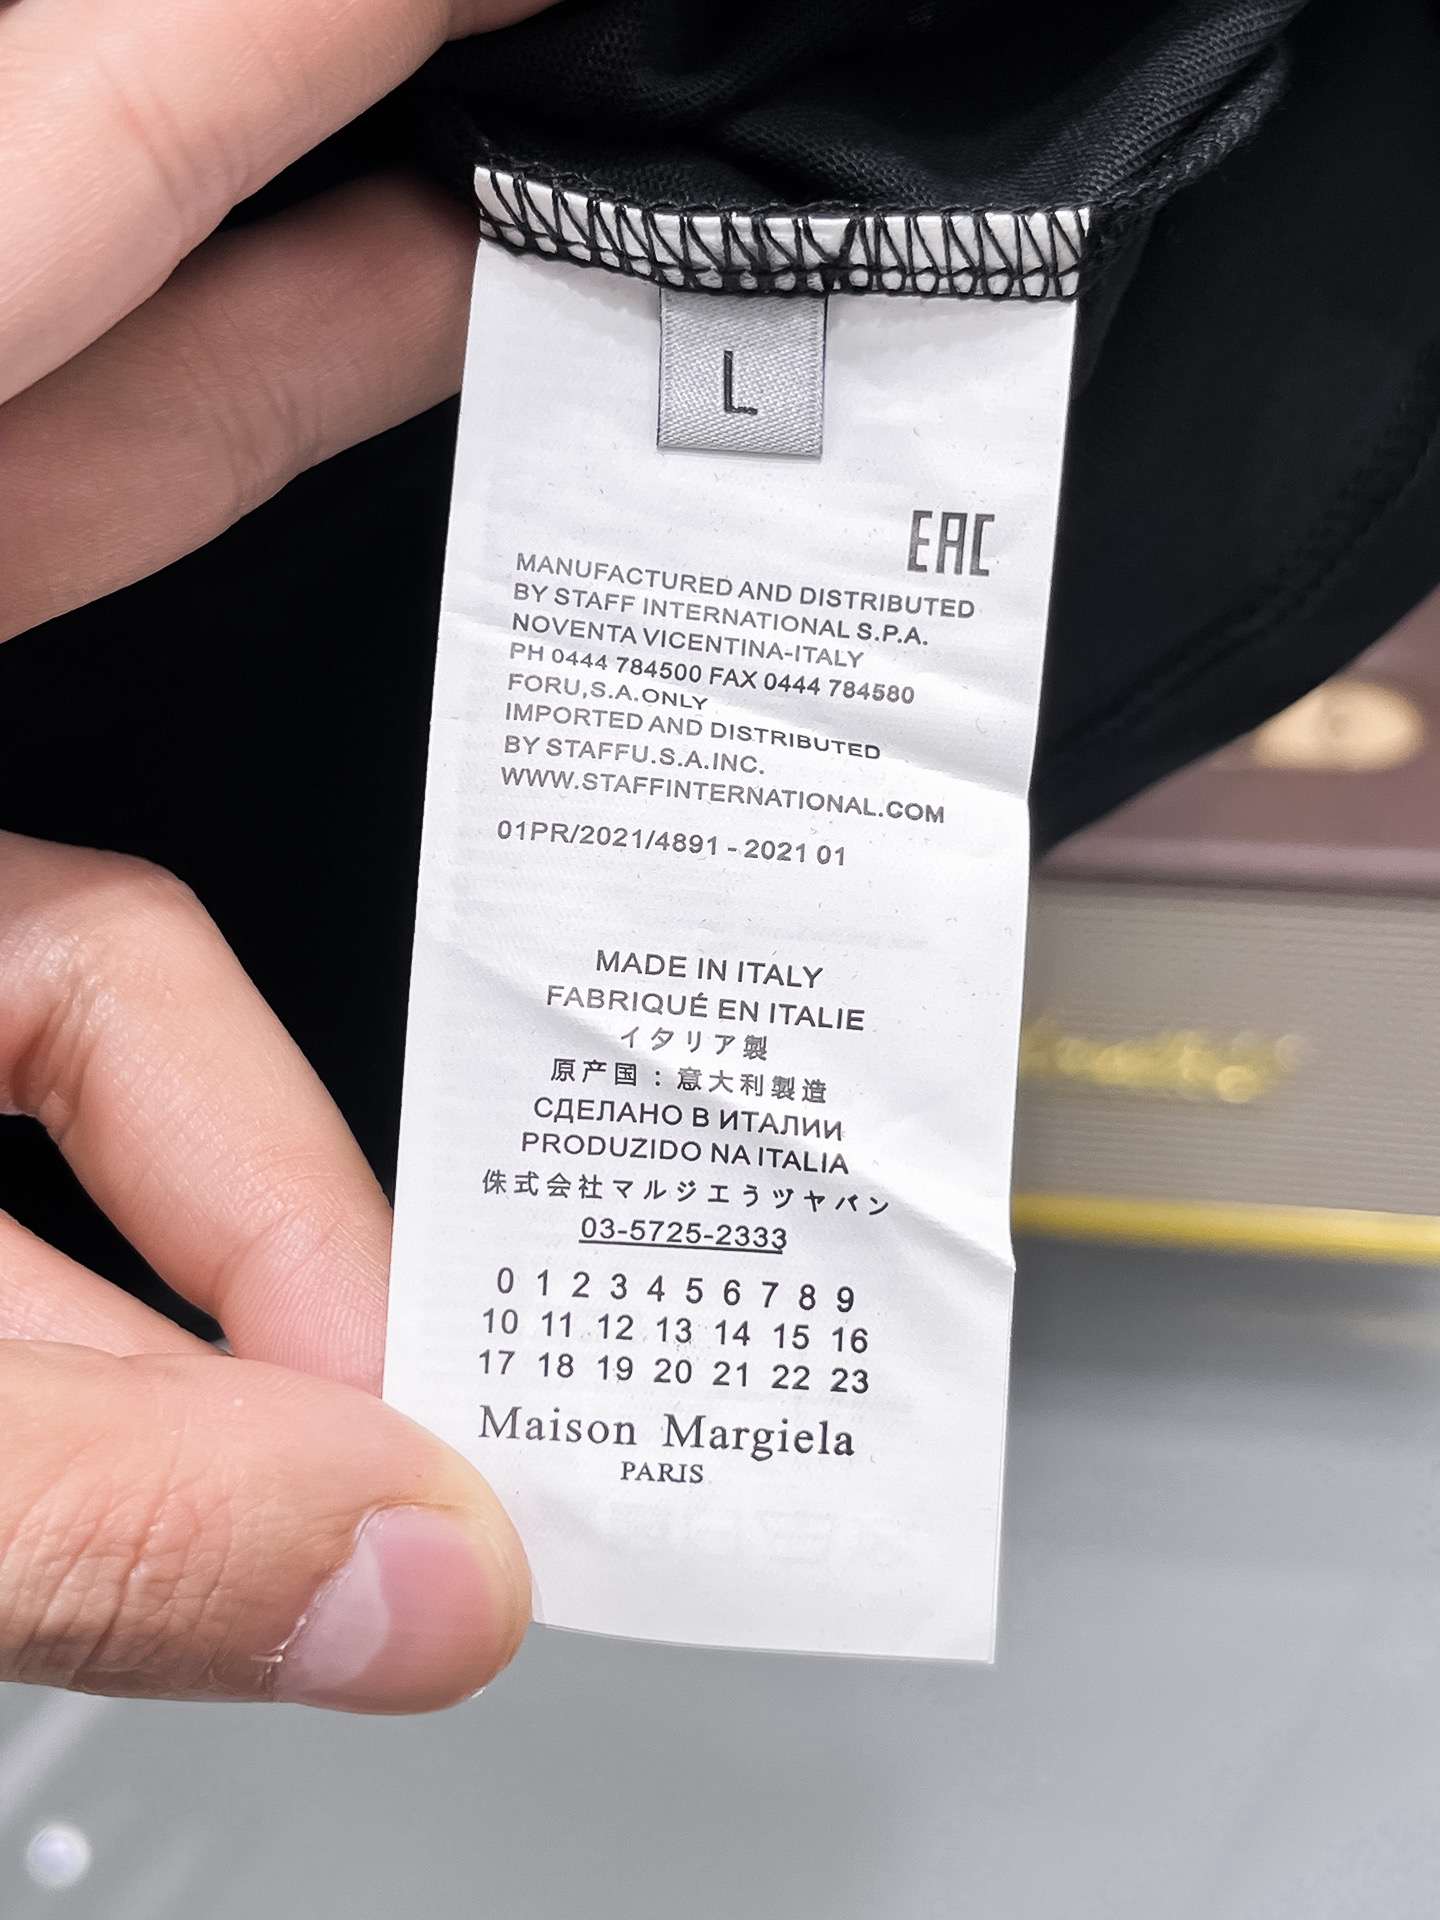 L
EAC
MANUFACTURED AND DISTRIBUTED
BY STAFF INTERNATIONAL S.P.A.
NOVENTA VICENTINA-ITALY
PH 0444 784500 FAX 0444 784580
FORU,S.A.ONLY
IMPORTED AND DISTRIBUTED
BY STAFFU.S.A.INC.
WWW.STAFFINTERNATIONAL.COM
01PR/2021/4891 - 2021 01
MADE IN ITALY
FABRIQUÉ EN ITALIE
イタリア製
原产国：意大利製造
СДЕЛАНО В ИТАЛИИ
PRODUZIDO NA ITALIA
侏式会社マルジエうヅヤバン
03-5725-2333
0 1 2 3 4 5 6 7 8 9
10 11 12 13 14 15 16
17 18 19 20 21 22 23
Maison Margiela
PARIS